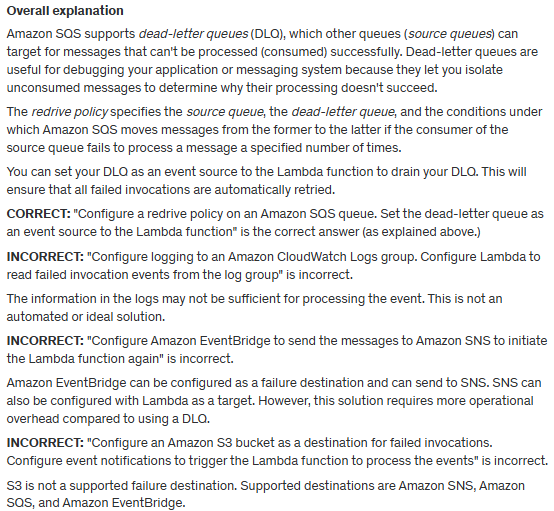 Overall explanation
Amazon SQS supports dead-letter queues (DLQ), which other queues (source queues) can
target for messages that can't be processed (consumed) successfully. Dead-letter queues are
useful for debugging your application or messaging system because they let you isolate
unconsumed messages to determine why their processing doesn't succeed.
The redrive policy specifies the source queue, the dead-letter queue, and the conditions under
which Amazon SQS moves messages from the former to the latter if the consumer of the
source queue fails to process a message a specified number of times.
You can set your DLQ as an event source to the Lambda function to drain your DLQ. This will
ensure that all failed invocations are automatically retried.
CORRECT: "Configure a redrive policy on an Amazon SQS queue. Set the dead-letter queue as
an event source to the Lambda function" is the correct answer (as explained above.)
INCORRECT: "Configure logging to an Amazon CloudWatch Logs group. Configure Lambda to
read failed invocation events from the log group" is incorrect.
The information in the logs may not be sufficient for processing the event. This is not an
automated or ideal solution.
INCORRECT: "Configure Amazon EventBridge to send the messages to Amazon SNS to initiate
the Lambda function again" is incorrect.
Amazon EventBridge can be configured as a failure destination and can send to SNS. SNS can
also be configured with Lambda as a target. However, this solution requires more operational
overhead compared to using a DLQ.
INCORRECT: "Configure an Amazon S3 bucket as a destination for failed invocations.
Configure event notifications to trigger the Lambda function to process the events" is incorrect.
S3 is not a supported failure destination. Supported destinations are Amazon SNS, Amazon
SQS, and Amazon EventBridge.